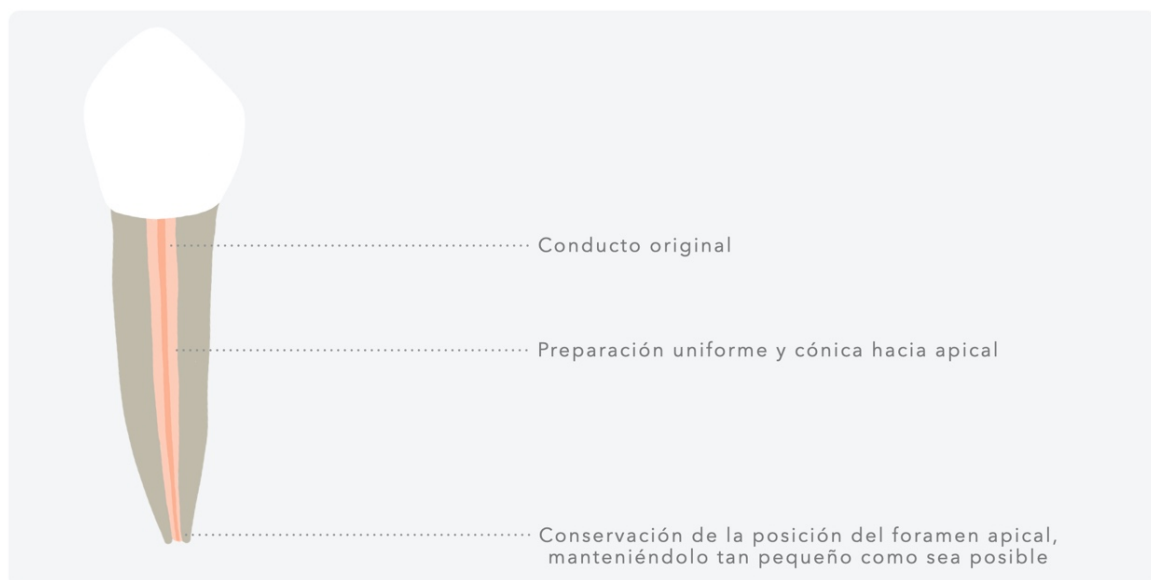 Conducto original
Preparación uniforme y cónica hacia apical
Conservación de la posición del foramen apical,
manteniéndolo tan pequeño como sea posible